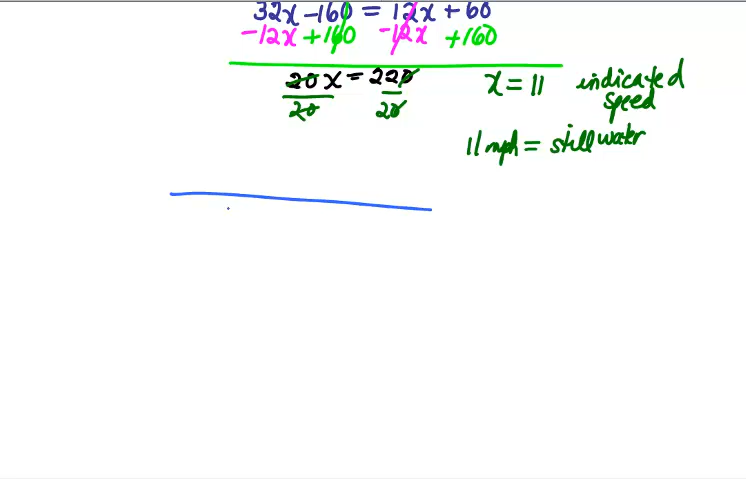 32x - 160 = 12x + 60
-12x + 160 -12x + 160
20x = 220 x = 11 indicated speed
20 20
11 mph = still water